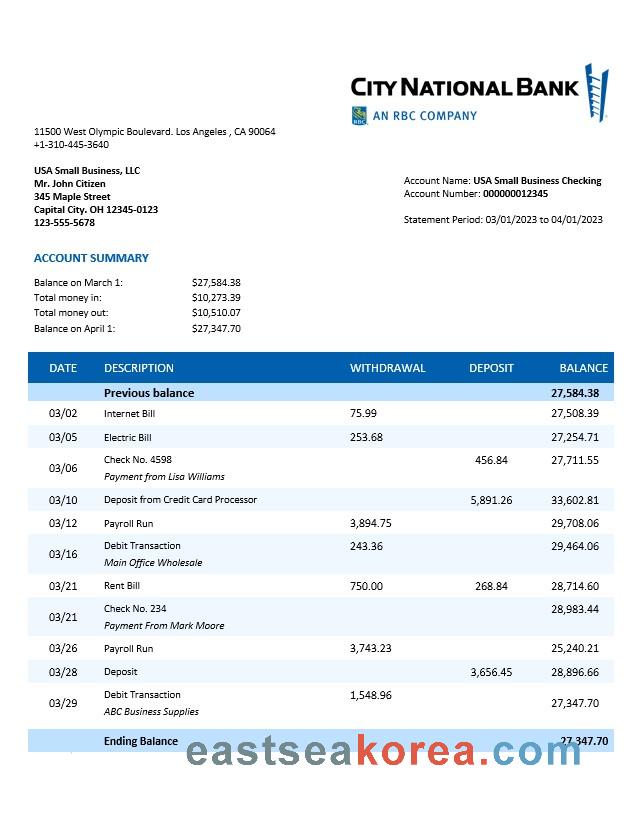 CITY NATIONAL BANK
RBC
AN RBC COMPANY
11500 West Olympic Boulevard. Los Angeles , CA 90064
+1-310-445-3640
USA Small Business, LLC
Mr. John Citizen
345 Maple Street
Capital City. OH 12345-0123
123-555-5678
Account Name: USA Small Business Checking
Account Number: 000000012345
Statement Period: 03/01/2023 to 04/01/2023
ACCOUNT SUMMARY
Balance on March 1: $27,584.38
Total money in: $10,273.39
Total money out: $10,510.07
Balance on April 1: $27,347.70
DATE DESCRIPTION WITHDRAWAL DEPOSIT BALANCE
Previous balance 27,584.38
03/02 Internet Bill 75.99 27,508.39
03/05 Electric Bill 253.68 27,254.71
03/06 Check No. 4598 456.84 27,711.55
Payment from Lisa Williams
03/10 Deposit from Credit Card Processor 5,891.26 33,602.81
03/12 Payroll Run 3,894.75 29,708.06
03/16 Debit Transaction 243.36 29,464.06
Main Office Wholesale
03/21 Rent Bill 750.00 268.84 28,714.60
03/21 Check No. 234 28,983.44
Payment From Mark Moore
03/26 Payroll Run 3,743.23 25,240.21
03/28 Deposit 3,656.45 28,896.66
03/29 Debit Transaction 1,548.96 27,347.70
ABC Business Supplies
Ending Balance 27,347.70
eastseakorea.com